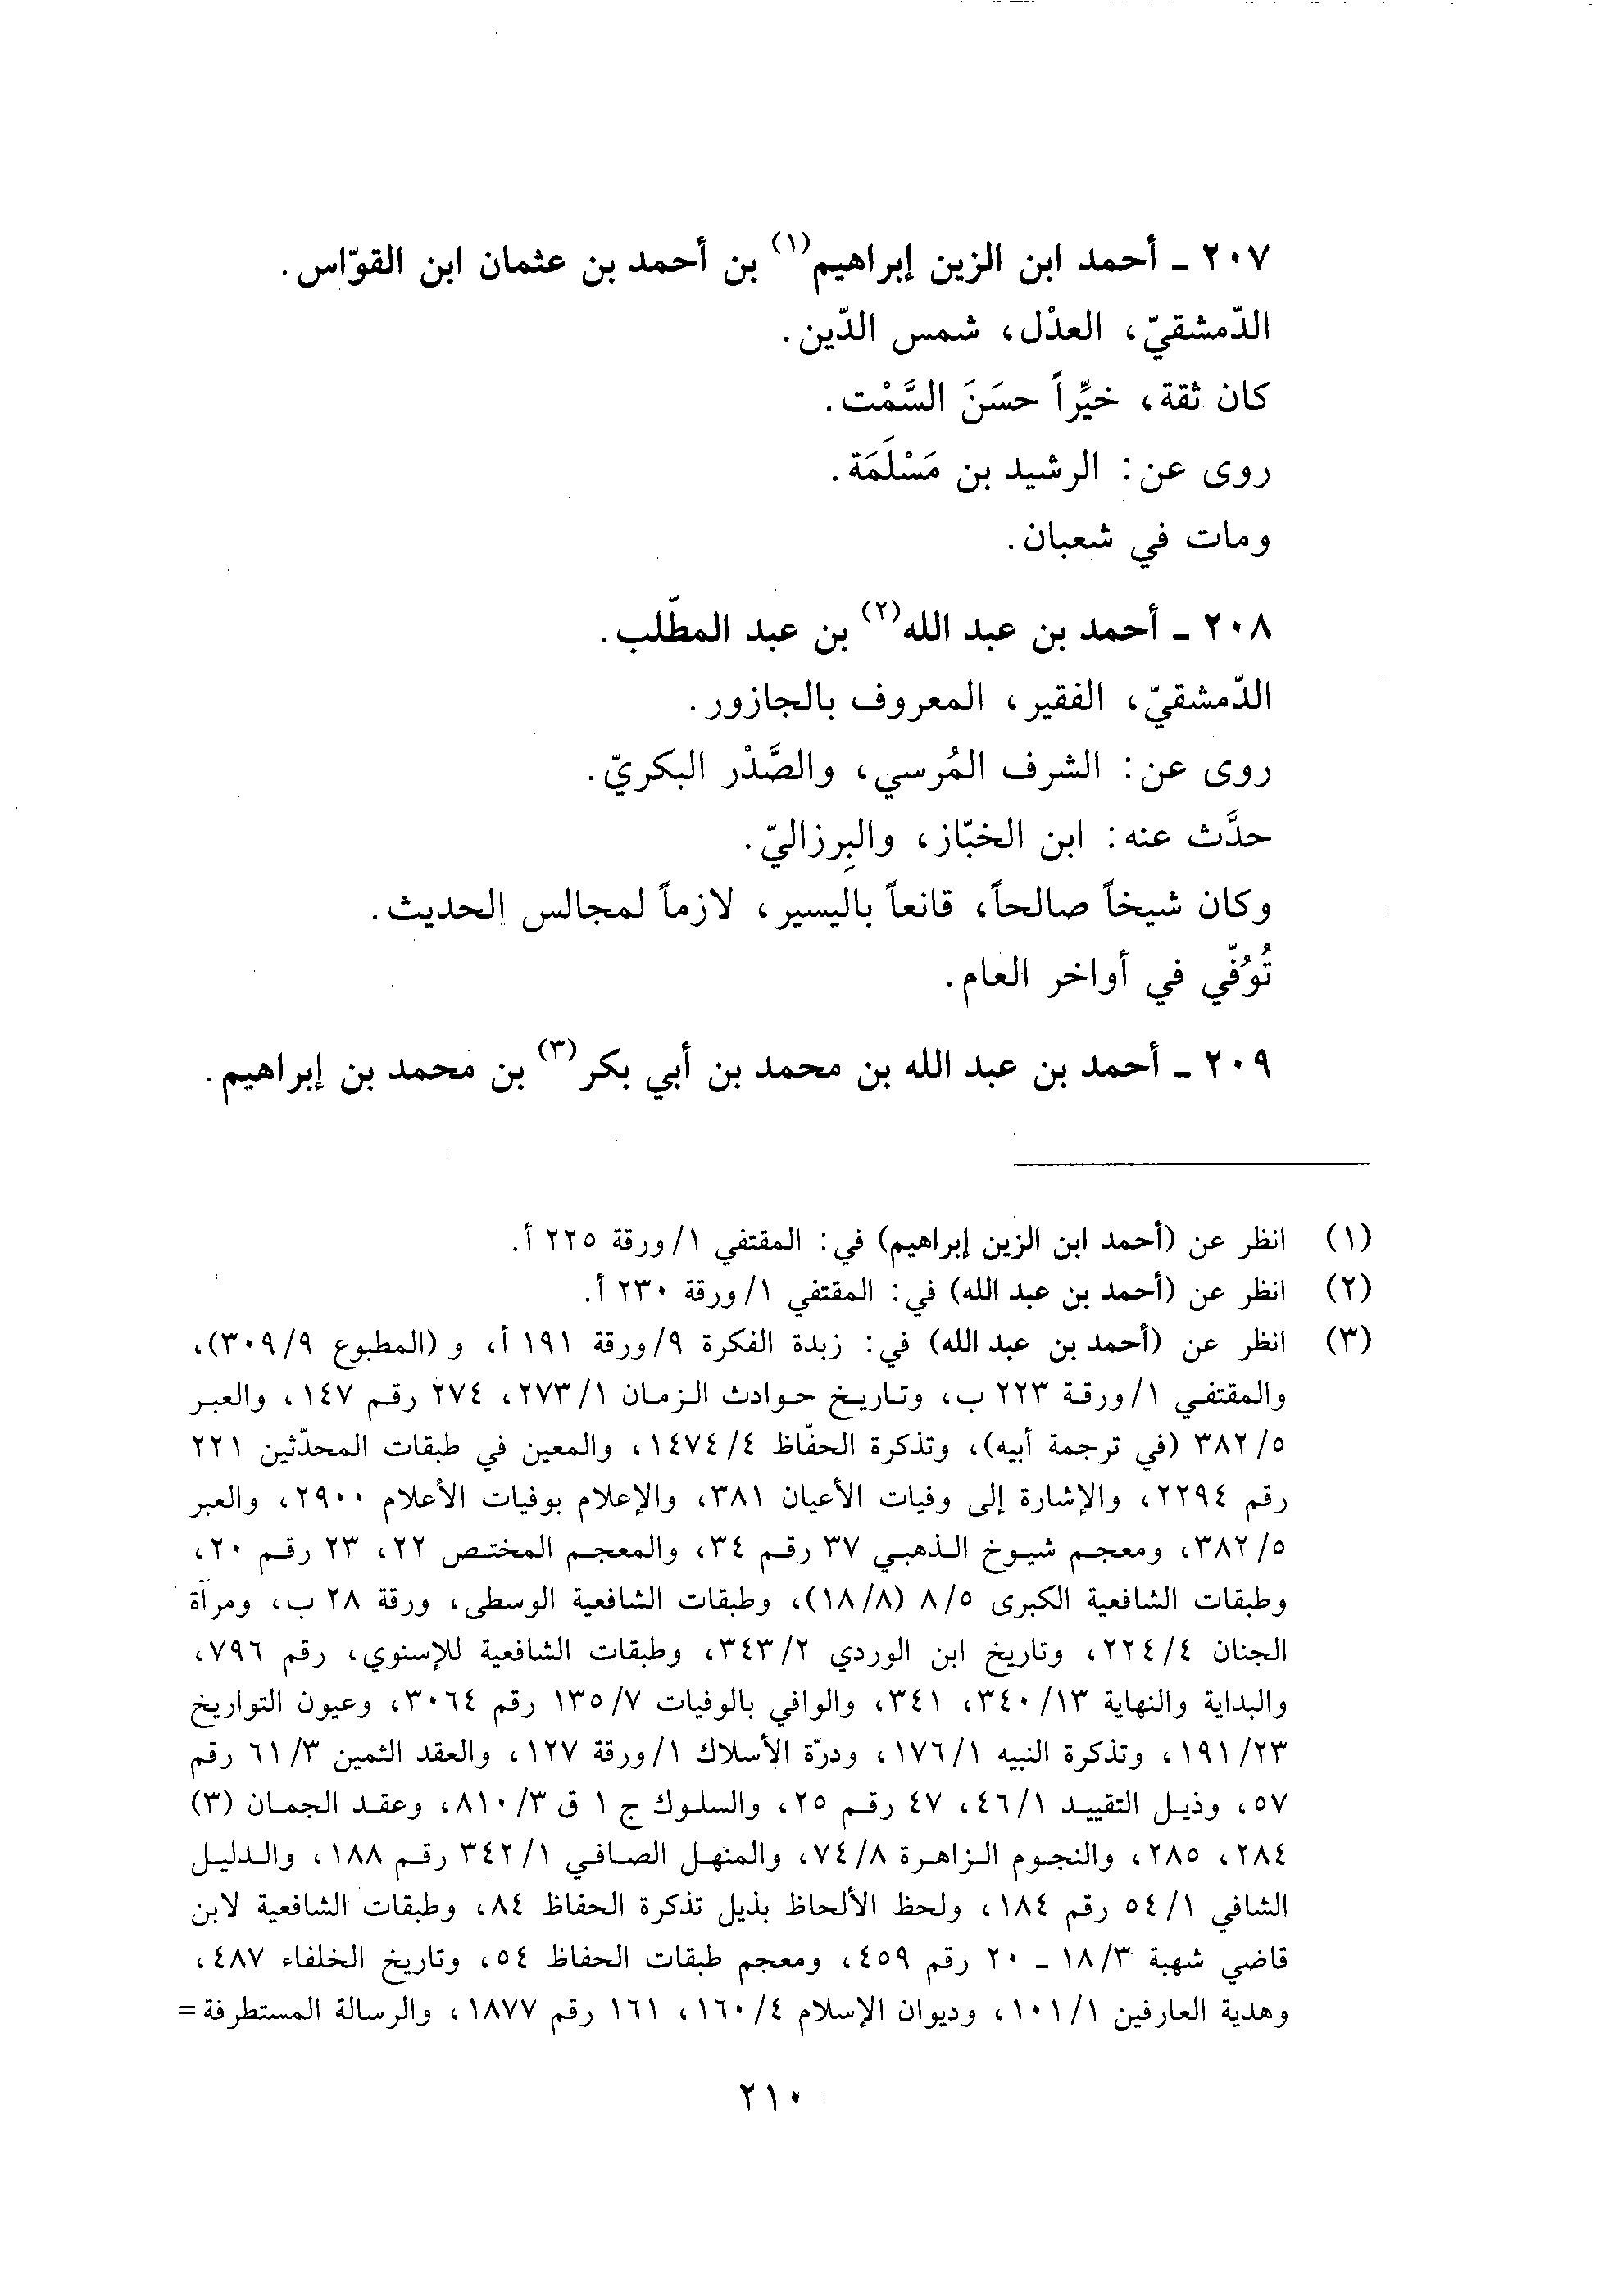 ٢٠٧ ـ أحمد ابن الزين إبراهيم(١) بن أحمد بن عثمان ابن القوّاس.
الدّمشقيّ، العدْل، شمس الدّين.
كان ثقة، خيِّراً حسَنَ السَّمْت.
روى عن: الرشيد بن مَسْلَمَة.
ومات في شعبان.
٢٠٨ ـ أحمد بن عبد الله(٢) بن عبد المطّلب.
الدّمشقيّ، الفقير، المعروف بالجازور.
روى عن: الشرف المُرسي، والصَّدْر البكريّ.
حدَّث عنه: ابن الخبّاز، والبِرزاليّ.
وكان شيخاً صالحاً، قانعاً باليسير، لازماً لمجالس الحديث.
تُوُفّي في أواخر العام.
٢٠٩ ـ أحمد بن عبد الله بن محمد بن أبي بكر(٣) بن محمد بن إبراهيم.
(١) انظر عن (أحمد ابن الزين إبراهيم) في: المقتفي ١/ورقة ٢٢٥ أ.
(٢) انظر عن (أحمد بن عبد الله) في: المقتفي ١/ورقة ٢٣٠ أ.
(٣) انظر عن (أحمد بن عبد الله) في: زبدة الفكرة ٩/ورقة ١٩١ أ، و (المطبوع ٣٠٩/٩)،
والمقتفي ١/ورقة ٢٢٣ ب، وتاريخ حوادث الزمان ٢٧٣/١، ٢٧٤ رقم ١٤٧، والعبر
٣٨٢/٥ (في ترجمة أبيه)، وتذكرة الحفّاظ ١٤٧٤/٤، والمعين في طبقات المحدّثين ٢٢١
رقم ٢٢٩٤، والإشارة إلى وفيات الأعيان ٣٨١، والإعلام بوفيات الأعلام ٢٩٠٠، والعبر
٣٨٢/٥، ومعجم شيوخ الذهبي ٣٧ رقم ٣٤، والمعجم المختص ٢٢، ٢٣ رقم ٢٠،
وطبقات الشافعية الكبرى ٨/٥ (١٨/٨)، وطبقات الشافعية الوسطى، ورقة ٢٨ ب، ومرآة
الجنان ٢٢٤/٤، وتاريخ ابن الوردي ٣٤٣/٢، وطبقات الشافعية للإسنوي، رقم ٧٩٦،
والبداية والنهاية ٣٤٠/١٣، ٣٤١، والوافي بالوفيات ١٣٥/٧ رقم ٣٠٦٤، وعيون التواريخ
١٩١/٢٣، وتذكرة النبيه ١٧٦/١، ودرّة الأسلاك ١/ورقة ١٢٧، والعقد الثمين ٦١/٣ رقم
٥٧، وذيل التقييد ٤٦/١، ٤٧ رقم ٢٥، والسلوك ج ١ ق ٨١٠/٣، وعقد الجمان (٣)
٢٨٤، ٢٨٥، والنجوم الزاهرة ٧٤/٨، والمنهل الصافي ٣٤٢/١ رقم ١٨٨، والدليل
الشافي ٥٤/١ رقم ١٨٤، ولحظ الألحاظ بذيل تذكرة الحفاظ ٨٤، وطبقات الشافعية لابن
قاضي شهبة ١٨/٣ ـ ٢٠ رقم ٤٥٩، ومعجم طبقات الحفاظ ٥٤، وتاريخ الخلفاء ٤٨٧،
وهدية العارفين ١٠١/١، وديوان الإسلام ١٦٠/٤، ١٦١ رقم ١٨٧٧، والرسالة المستطرفة =
٢١٠